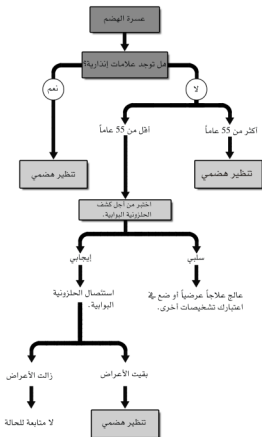 عسرة الهضم
هل توجد علامات إنذارية؟
لا
نعم
أكثر من 55 عاماً
أقل من 55 عاماً
تنظير هضمي
تنظير هضمي
اختبر من أجل كشف
الحلزونية البوابية.
سلبي
إيجابي
عالج علاجاً عرضياً أو ضع في
اعتبارك تشخيصات أخرى.
استئصال الحلزونية
البوابية.
بقيت الأعراض
زالت الأعراض
تنظير هضمي
لا متابعة للحالة